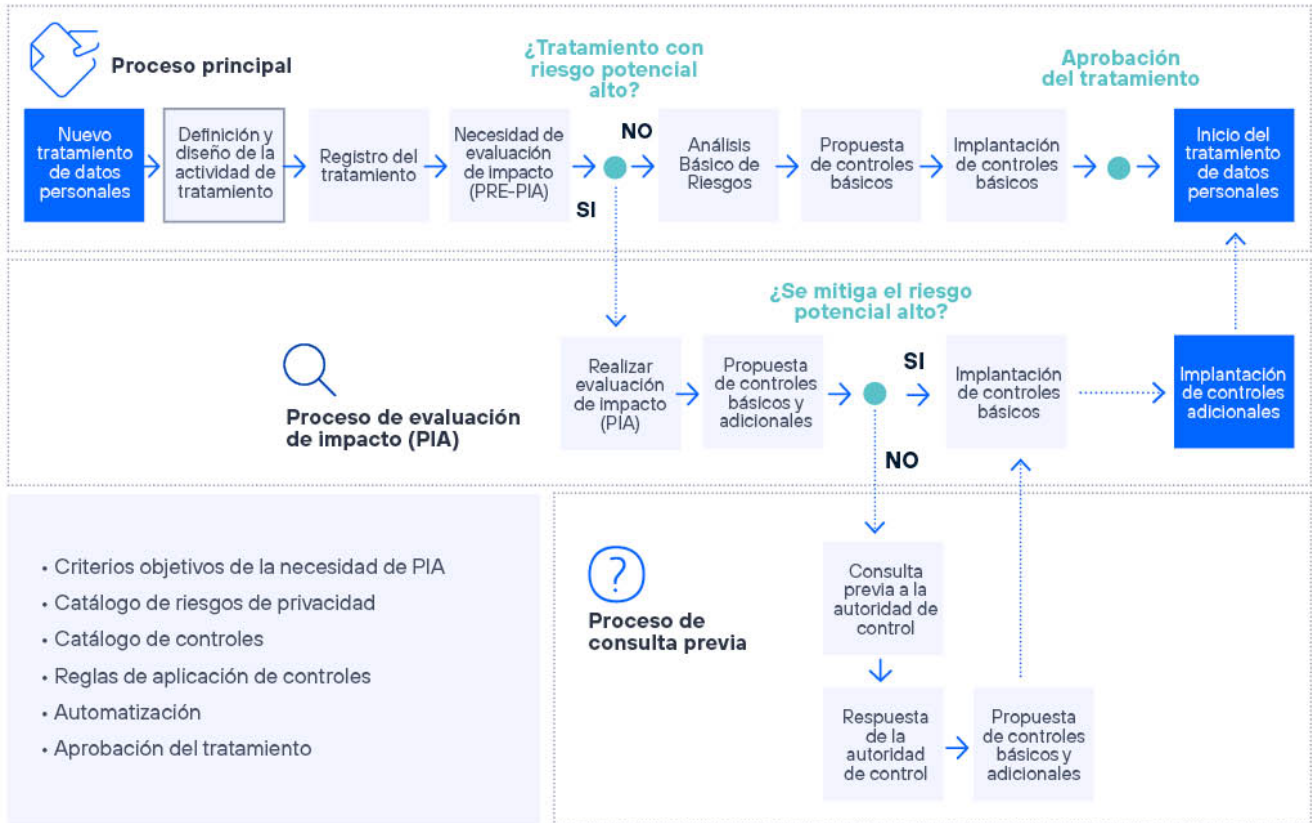 Proceso principal
¿Tratamiento con
riesgo potencial
alto?
Aprobación
del tratamiento
Nuevo
tratamiento
de datos
personales
Definición y
diseño de la
actividad de
tratamiento
Registro del
tratamiento
Necesidad de
evaluación
de impacto
(PRE-PIA)
NO
SI
Análisis
Básico de
Riesgos
Propuesta
de controles
básicos
Implantación
de controles
básicos
Inicio del
tratamiento
de datos
personales
¿Se mitiga el riesgo
potencial alto?
Proceso de evaluación
de impacto (PIA)
Realizar
evaluación
de impacto
(PIA)
Propuesta
de controles
básicos y
adicionales
SI
NO
Implantación
de controles
básicos
Implantación
de controles
adicionales
• Criterios objetivos de la necesidad de PIA
• Catálogo de riesgos de privacidad
• Catálogo de controles
• Reglas de aplicación de controles
• Automatización
• Aprobación del tratamiento
?
Proceso de
consulta previa
Consulta
previa a la
autoridad de
control
Respuesta
de la
autoridad
de control
Propuesta
de controles
básicos y
adicionales